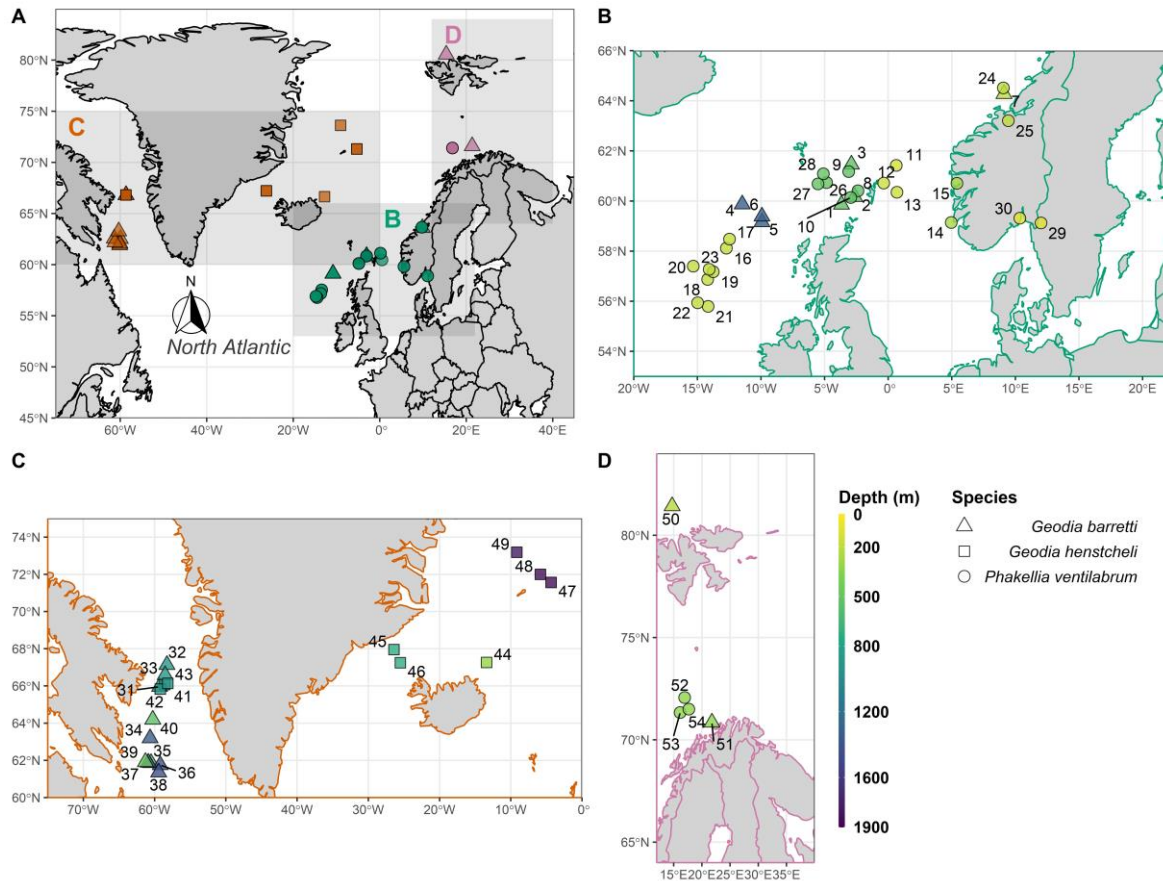 A
D
80°N
75°N
C
70°N
65°N
B
60°N
55°N
N
North Atlantic
50°N
45°N
60°W
40°W
20°W
0°
20°E
40°E
B
66°N
24
64°N
7
25
62°N
28
9
3
11
12
27
26
8
15
13
60°N
4
6
1
2
10
5
30
14
29
17
58°N
16
20
23
19
18
56°N
22
21
54°N
20°W
15°W
10°W
5°W
0°
5°E
10°E
15°E
20°E
C
74°N
49
48
72°N
47
70°N
68°N
45
32
44
33
43
46
66°N
31
41
42
64°N
34
40
39
35
62°N
37
36
38
60°N
70°W
60°W
50°W
40°W
30°W
20°W
10°W
0°
D
50
80°N
75°N
52
54
53
51
70°N
65°N
15°E20°E25°E30°E35°E
Depth (m)
0
200
500
800
1200
1600
1900
Species
Geodia barretti
Geodia henstcheli
Phakellia ventilabrum